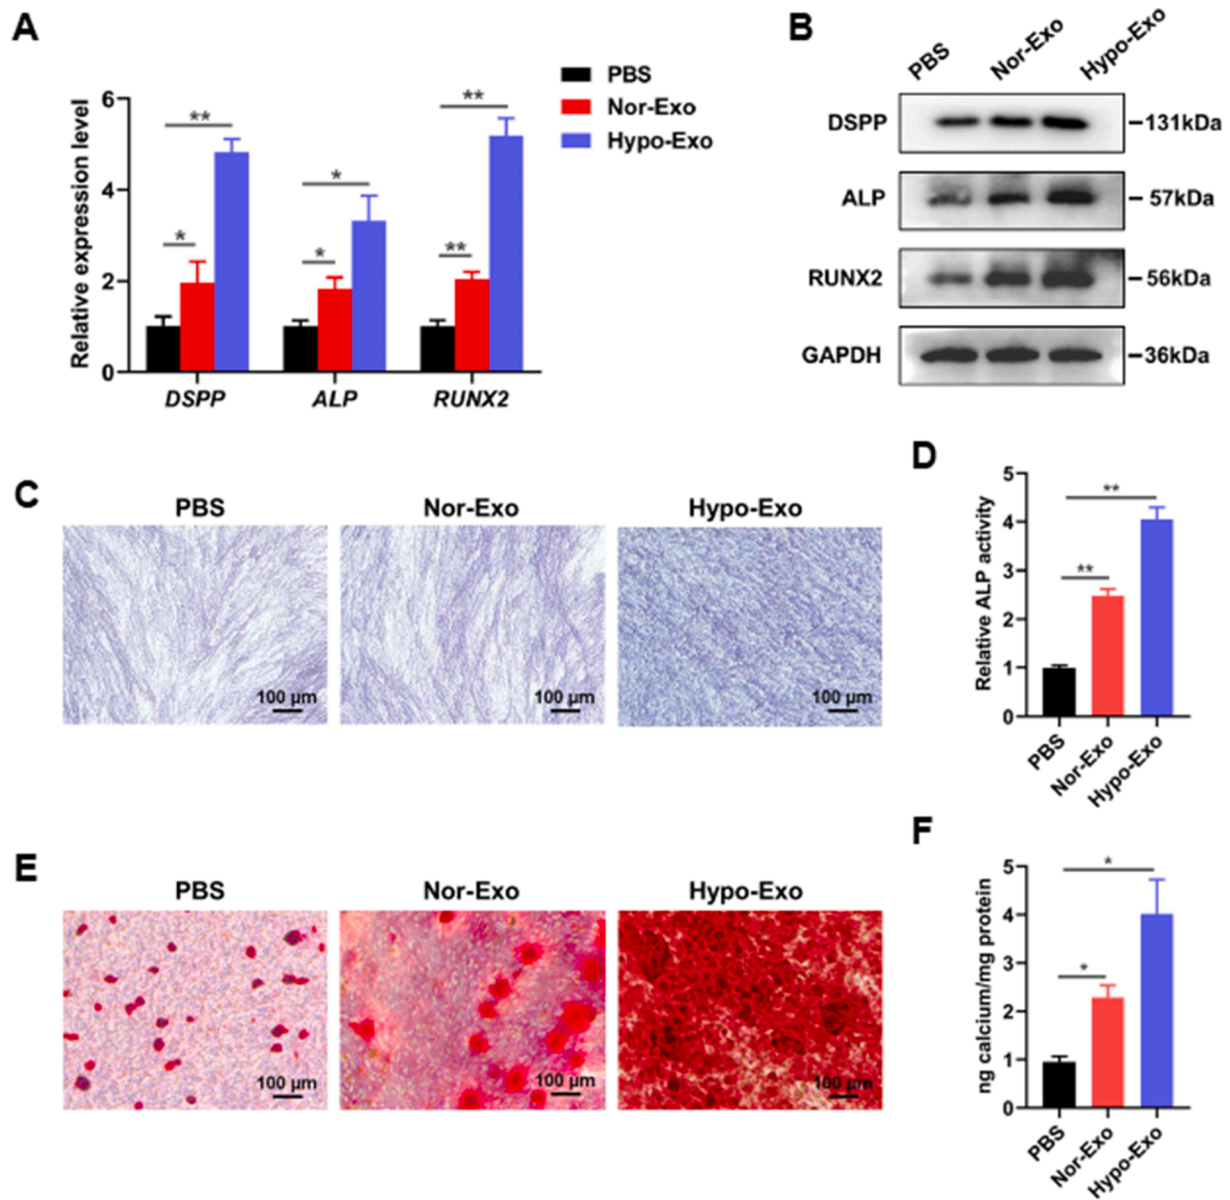 A
Relative expression level
6
4
2
0
**
*
*
*
**
**
DSPP
ALP
RUNX2
PBS
Nor-Exo
Hypo-Exo
B
PBS
Nor-Exo
Hypo-Exo
DSPP
131kDa
ALP
57kDa
RUNX2
56kDa
GAPDH
36kDa
C
PBS
Nor-Exo
Hypo-Exo
100 µm
100 µm
100 µm
D
Relative ALP activity
5
4
3
2
1
0
**
**
PBS
Nor-Exo
Hypo-Exo
E
PBS
Nor-Exo
Hypo-Exo
100 µm
100 µm
100 µm
F
ng calcium/mg protein
5
4
3
2
1
0
*
*
PBS
Nor-Exo
Hypo-Exo